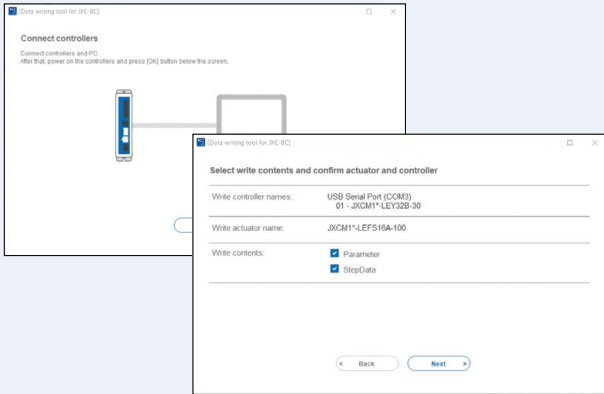 [Data writing tool for JXC-BC]
Connect controllers
Connect controllers and PC.
After that, power on the controllers and press [OK] button below the screen.
[Data writing tool for JXC-BC]
Select write contents and confirm actuator and controller
Write controller names: USB Serial Port (COM3)
01 - JXCM1*-LEY32B-30
Write actuator name: JXCM1*-LEFS16A-100
Write contents: Parameter
StepData
< Back Next >